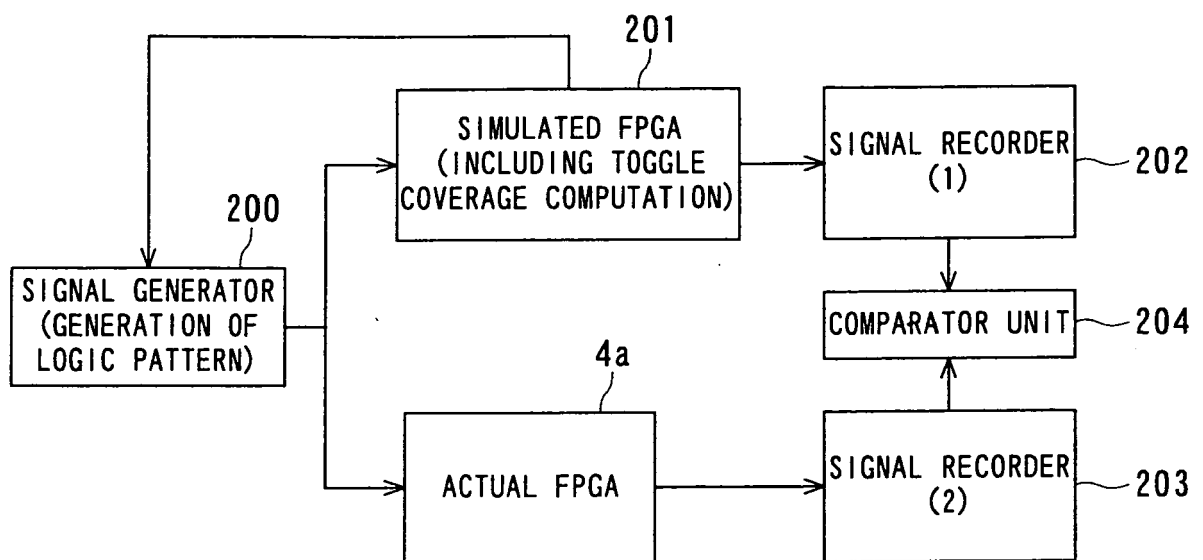 201
SIMULATED FPGA
(INCLUDING TOGGLE
COVERAGE COMPUTATION)
SIGNAL RECORDER
(1)
202
200
SIGNAL GENERATOR
(GENERATION OF
LOGIC PATTERN)
COMPARATOR UNIT
204
4a
ACTUAL FPGA
SIGNAL RECORDER
(2)
203